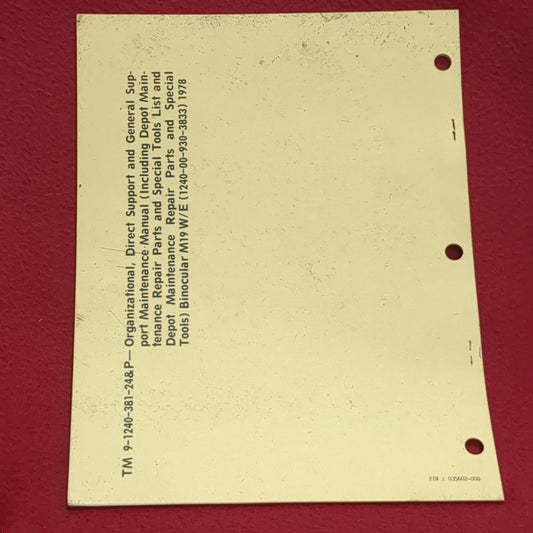 TM 9-1240-381-24&P— Organizational, Direct Support and General Sup-
port Maintenance Manual (Including Depot Main-
tenance Repair Parts and Special Tools List and
Depot Maintenance Repair Parts and Special
Tools) Binocular M19 W/E (1240-00-930-3833) 1978
PIN : 035602-000